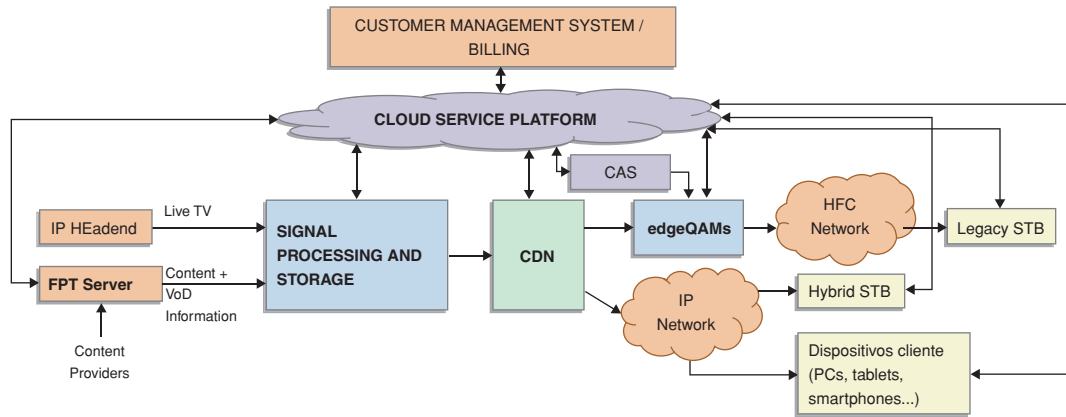 CUSTOMER MANAGEMENT SYSTEM /
BILLING
CLOUD SERVICE PLATFORM
CAS
IP HEadend
Live TV
SIGNAL
PROCESSING AND
STORAGE
CDN
edgeQAMs
HFC
Network
Legacy STB
FPT Server
Content +
VoD
Information
Content
Providers
IP
Network
Hybrid STB
Dispositivos cliente
(PCs, tablets,
smartphones...)